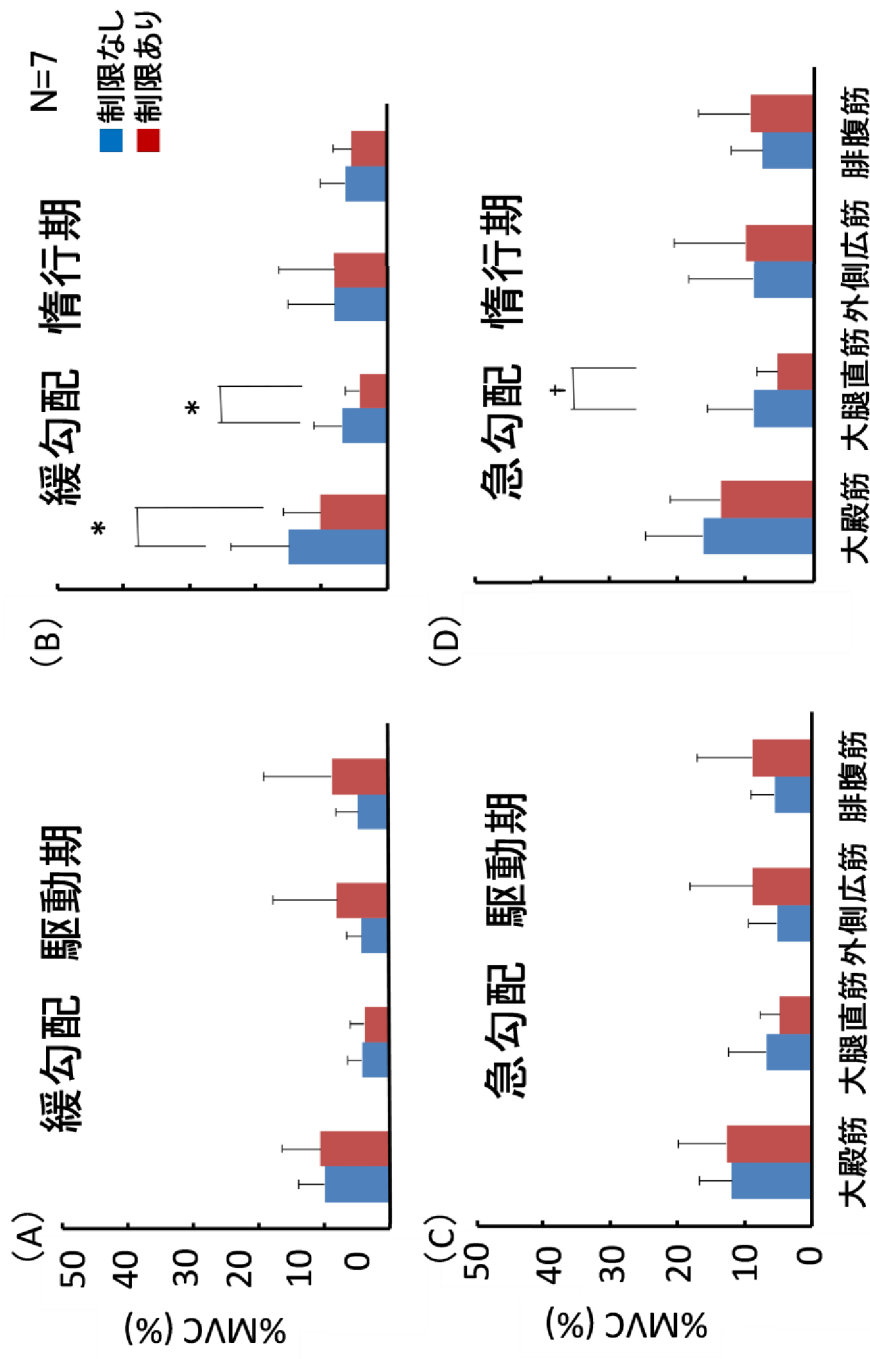 N=7
制限なし
制限あり
(A)
緩勾配 駆動期
%MVC (%)
50
40
30
20
10
0
(B)
緩勾配 惰行期
*
*
(C)
急勾配 駆動期
%MVC (%)
50
40
30
20
10
0
大殿筋 大腿直筋 外側広筋 腓腹筋
(D)
急勾配 惰行期
†
大殿筋 大腿直筋 外側広筋 腓腹筋